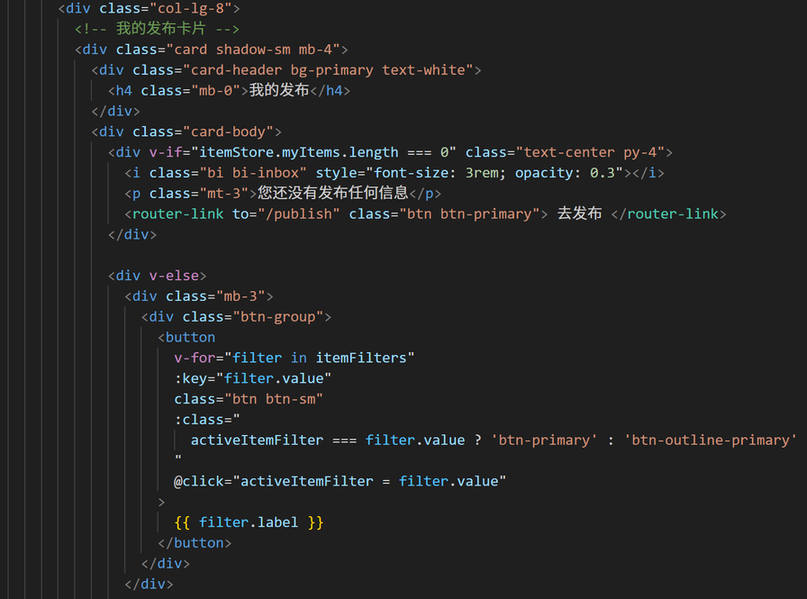 <div class="col-lg-8">
<!-- 我的发布卡片 -->
<div class="card shadow-sm mb-4">
<div class="card-header bg-primary text-white">
<h4 class="mb-0">我的发布</h4>
</div>
<div class="card-body">
<div v-if="itemStore.myItems.length === 0" class="text-center py-4">
<i class="bi bi-inbox" style="font-size: 3rem; opacity: 0.3"></i>
<p class="mt-3">您还没有发布任何信息</p>
<router-link to="/publish" class="btn btn-primary"> 去发布 </router-link>
</div>
<div v-else>
<div class="mb-3">
<div class="btn-group">
<button
v-for="filter in itemFilters"
:key="filter.value"
class="btn btn-sm"
:class="
activeItemFilter === filter.value ? 'btn-primary' : 'btn-outline-primary'
"
@click="activeItemFilter = filter.value"
>
{{ filter.label }}
</button>
</div>
</div>